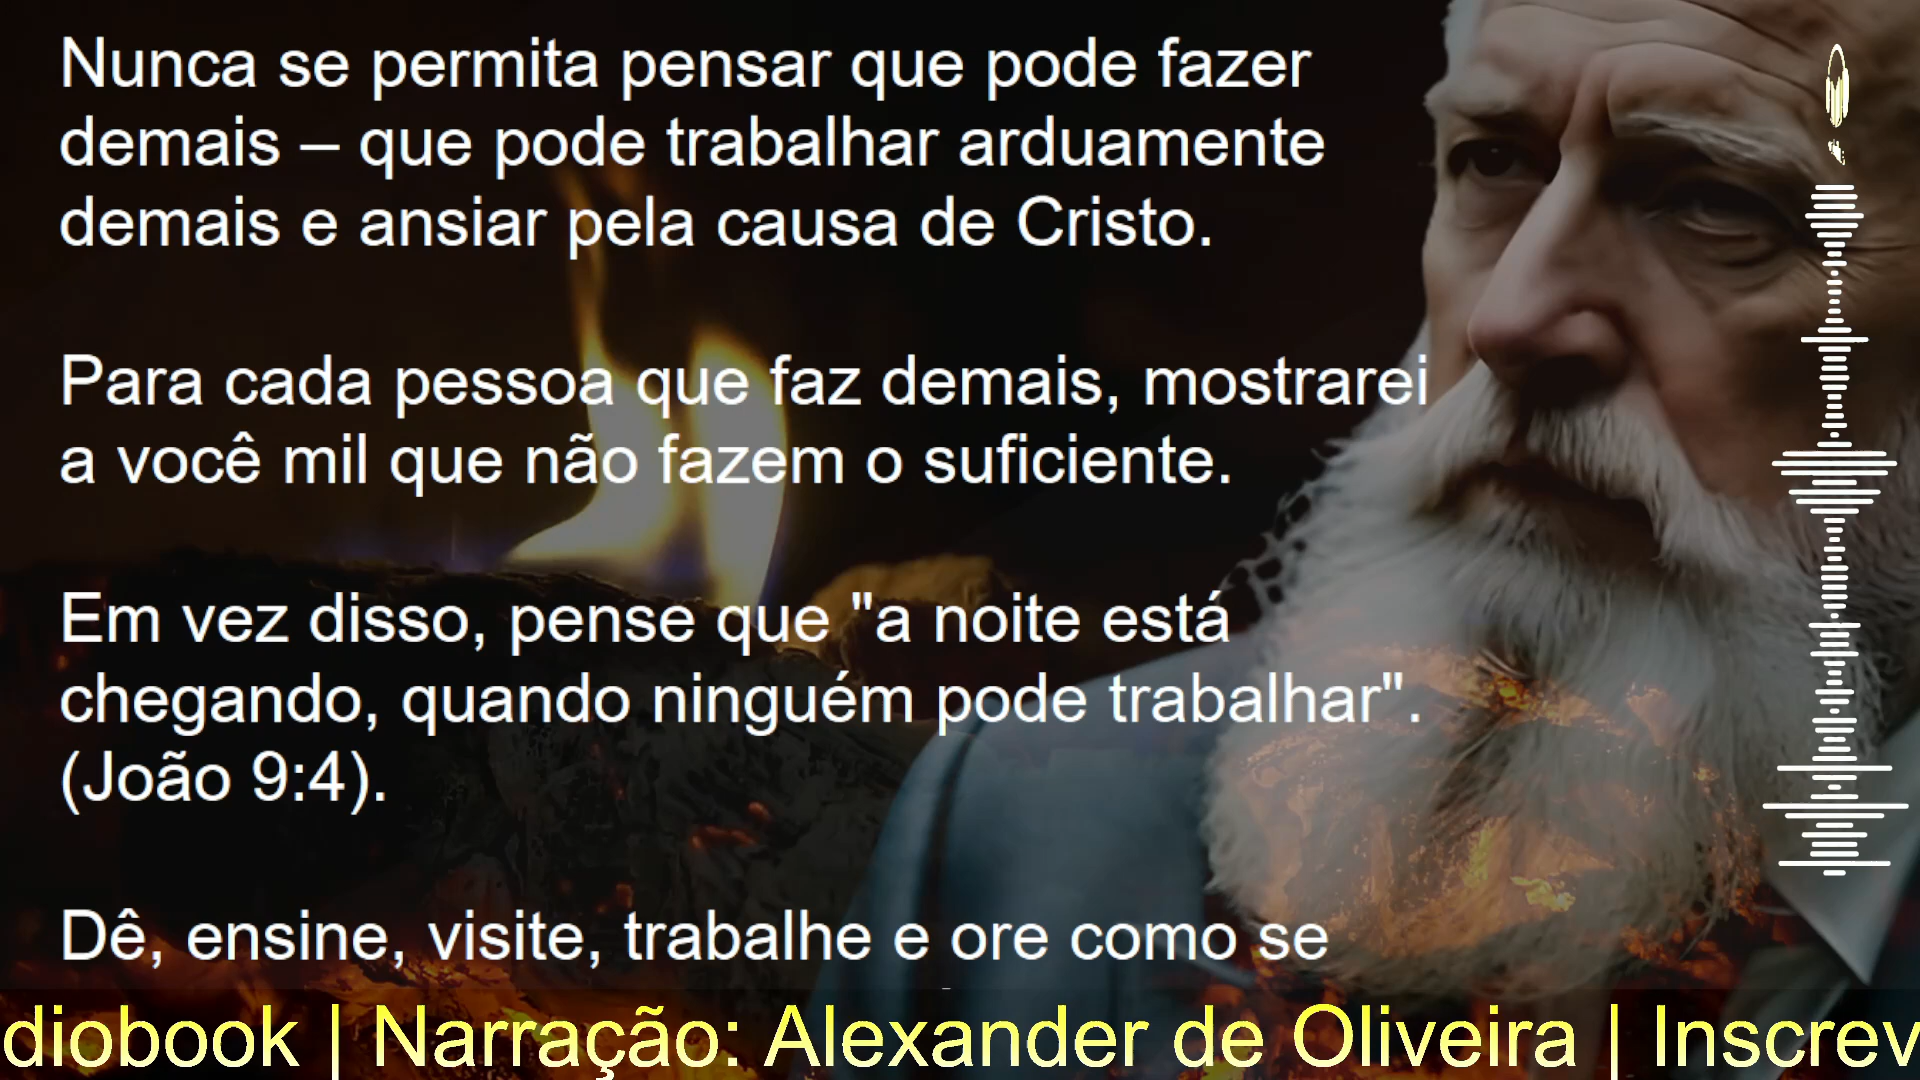 Nunca se permita pensar que pode fazer
demais – que pode trabalhar arduamente
demais e ansiar pela causa de Cristo.
Para cada pessoa que faz demais, mostrarei
a você mil que não fazem o suficiente.
Em vez disso, pense que "a noite está
chegando, quando ninguém pode trabalhar".
(João 9:4).
Dê, ensine, visite, trabalhe e ore como se
diobook | Narração: Alexander de Oliveira | Inscrev